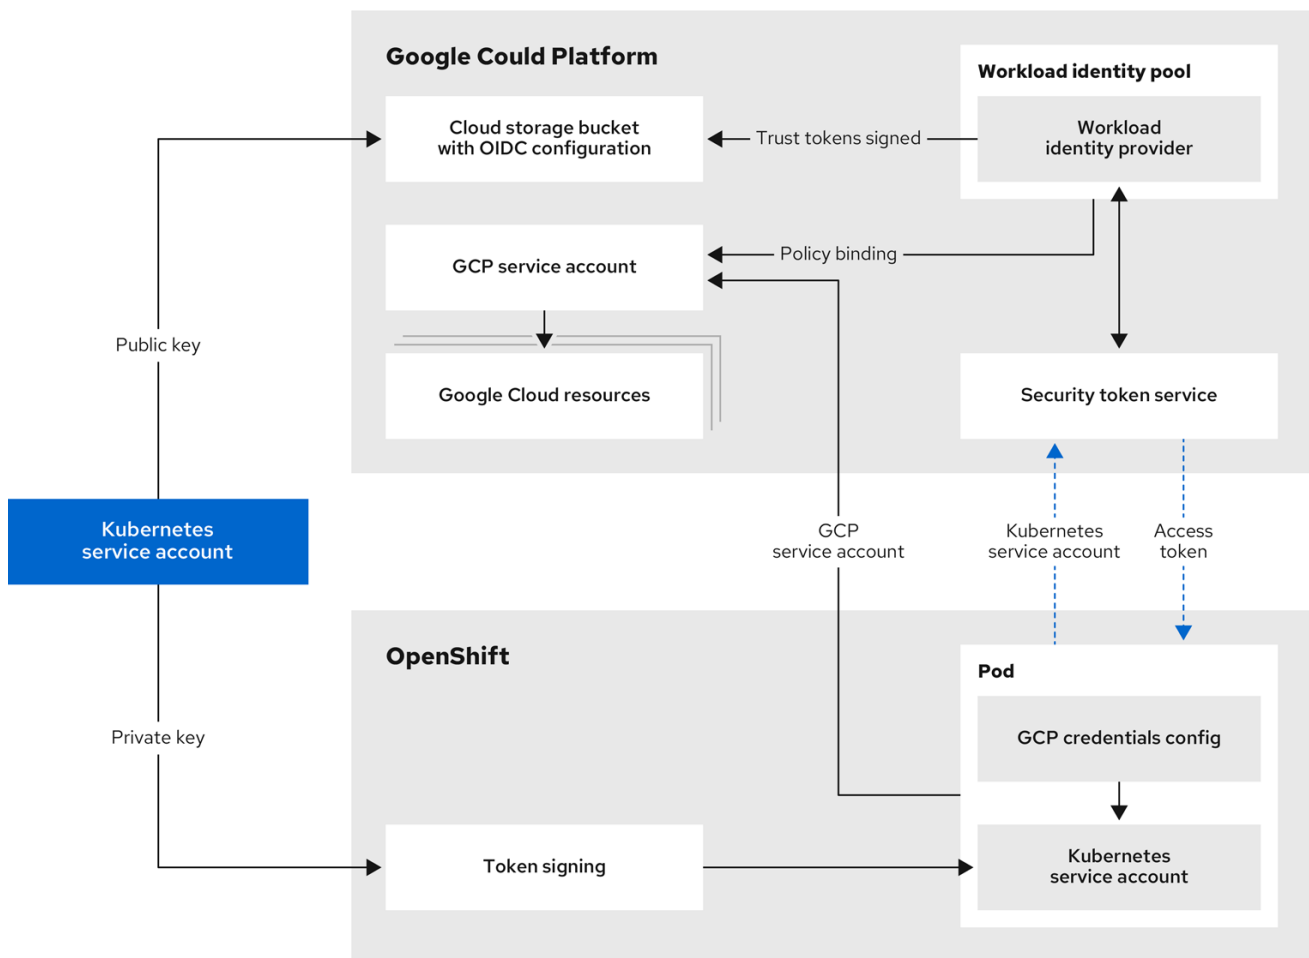 Google Could Platform
Workload identity pool
Cloud storage bucket
with OIDC configuration
Trust tokens signed
Workload
identity provider
GCP service account
Policy binding
Public key
Google Cloud resources
Security token service
Kubernetes
service account
GCP
service account
Kubernetes
service account
Access
token
OpenShift
Pod
Private key
GCP credentials config
Token signing
Kubernetes
service account